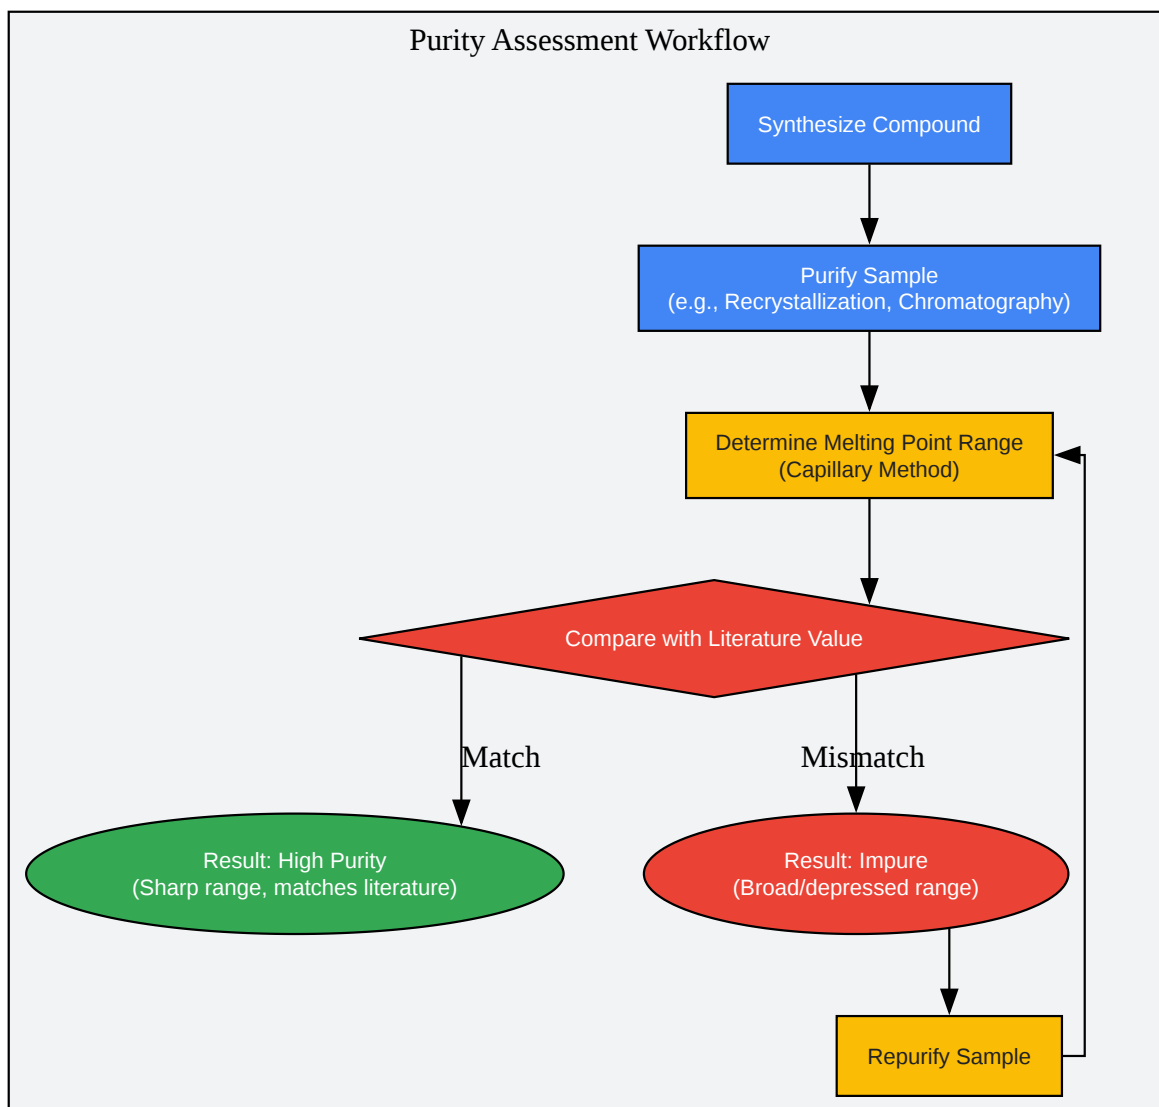 Purity Assessment Workflow
Synthesize Compound
Purify Sample
(e.g., Recrystallization, Chromatography)
Determine Melting Point Range
(Capillary Method)
Compare with Literature Value
Match
Mismatch
Result: High Purity
(Sharp range, matches literature)
Result: Impure
(Broad/depressed range)
Repurify Sample